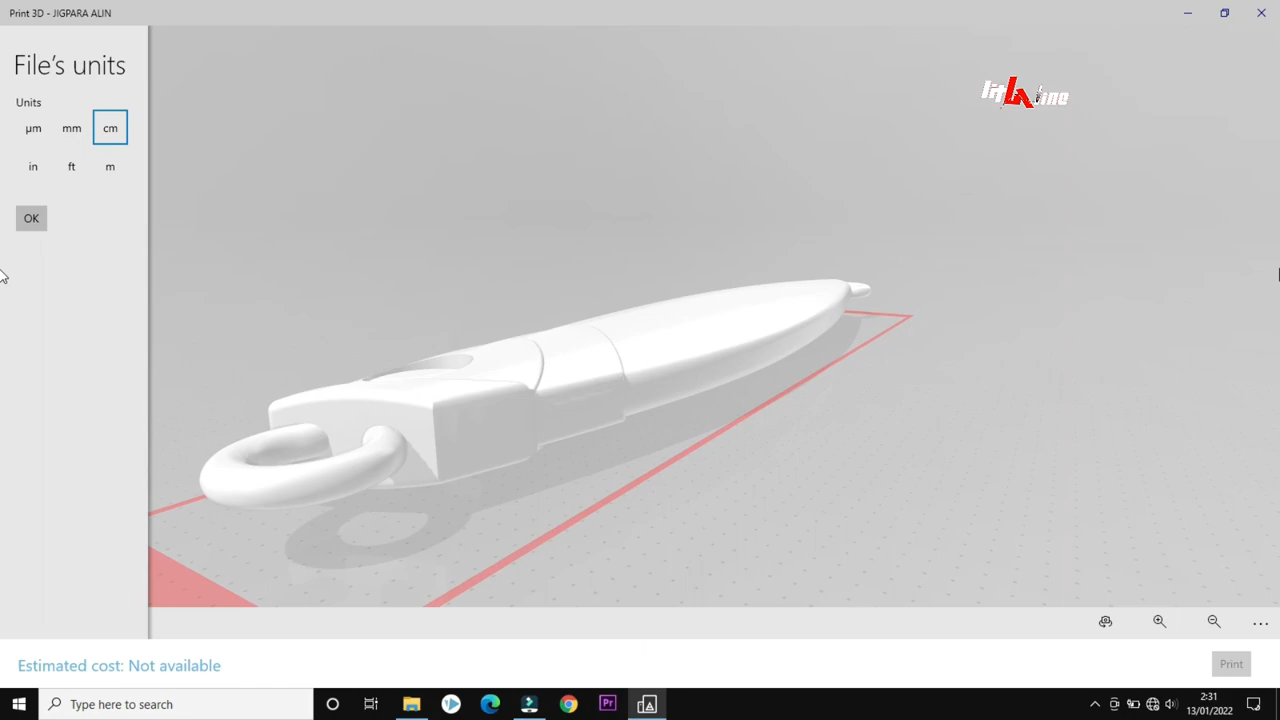 Print 3D - JIGPARA ALIN
File's units
Units
µm mm cm
in ft m
OK
Estimated cost: Not available
Print
Type here to search
Pr
2:31
13/01/2022